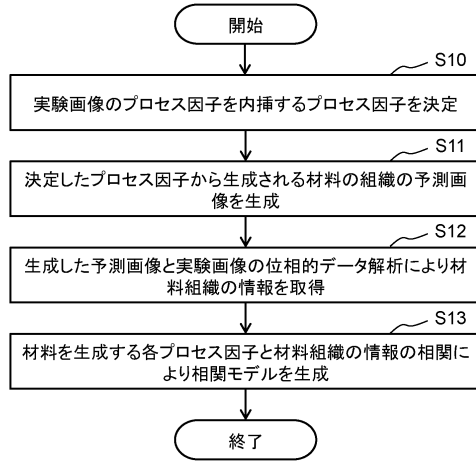 開始
S10
実験画像のプロセス因子を内挿するプロセス因子を決定
S11
決定したプロセス因子から生成される材料の組織の予測画
像を生成
S12
生成した予測画像と実験画像の位相的データ解析により材
料組織の情報を取得
S13
材料を生成する各プロセス因子と材料組織の情報の相関に
より相関モデルを生成
終了